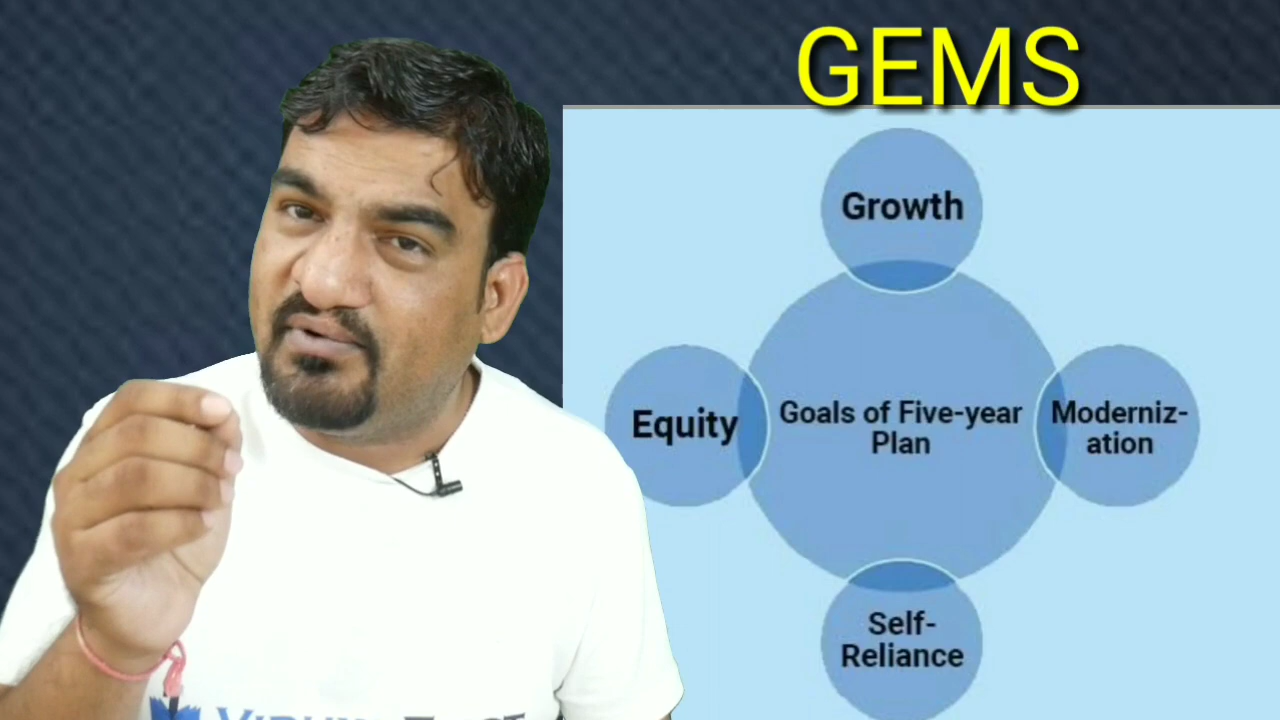 GEMS
Growth
Equity
Goals of Five-year
Plan
Moderniz-
ation
Self-
Reliance